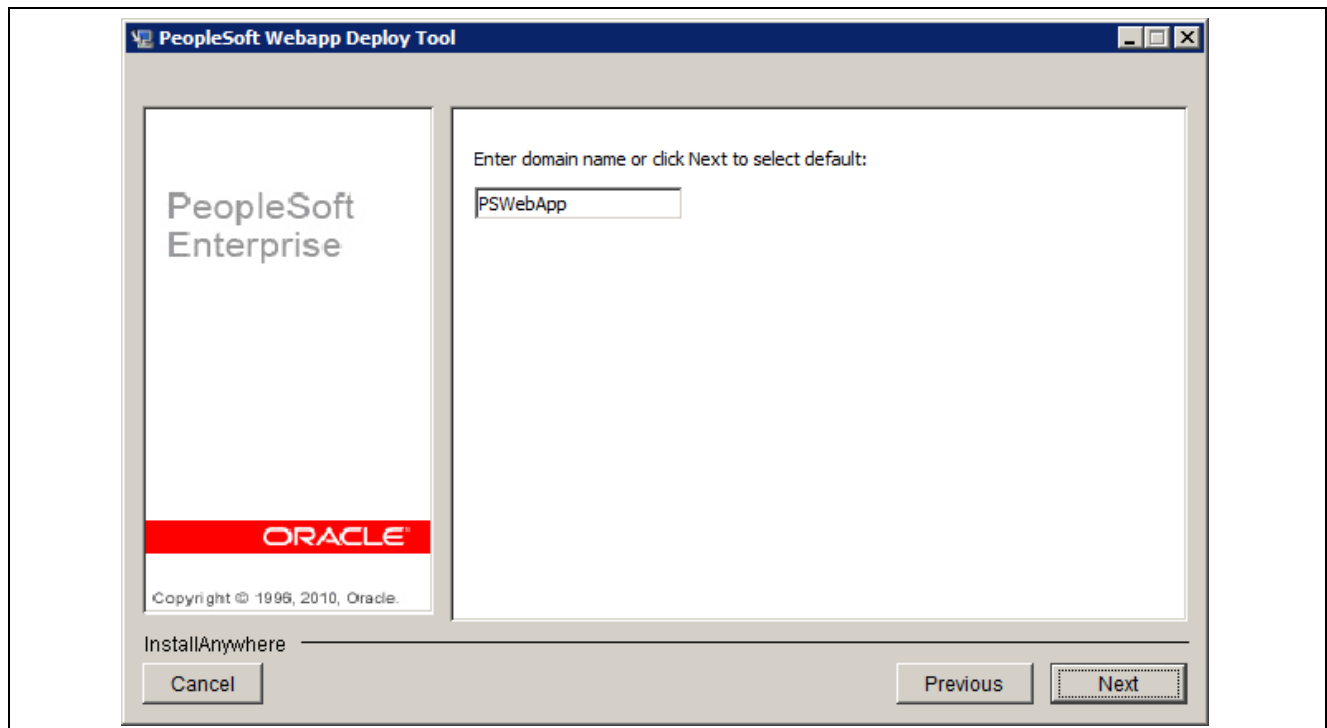 PeopleSoft Webapp Deploy Tool
Enter domain name or click Next to select default:
PSWebApp
PeopleSoft
Enterprise
ORACLE
Copyright © 1996, 2010, Oracle.
InstallAnywhere
Cancel
Previous
Next